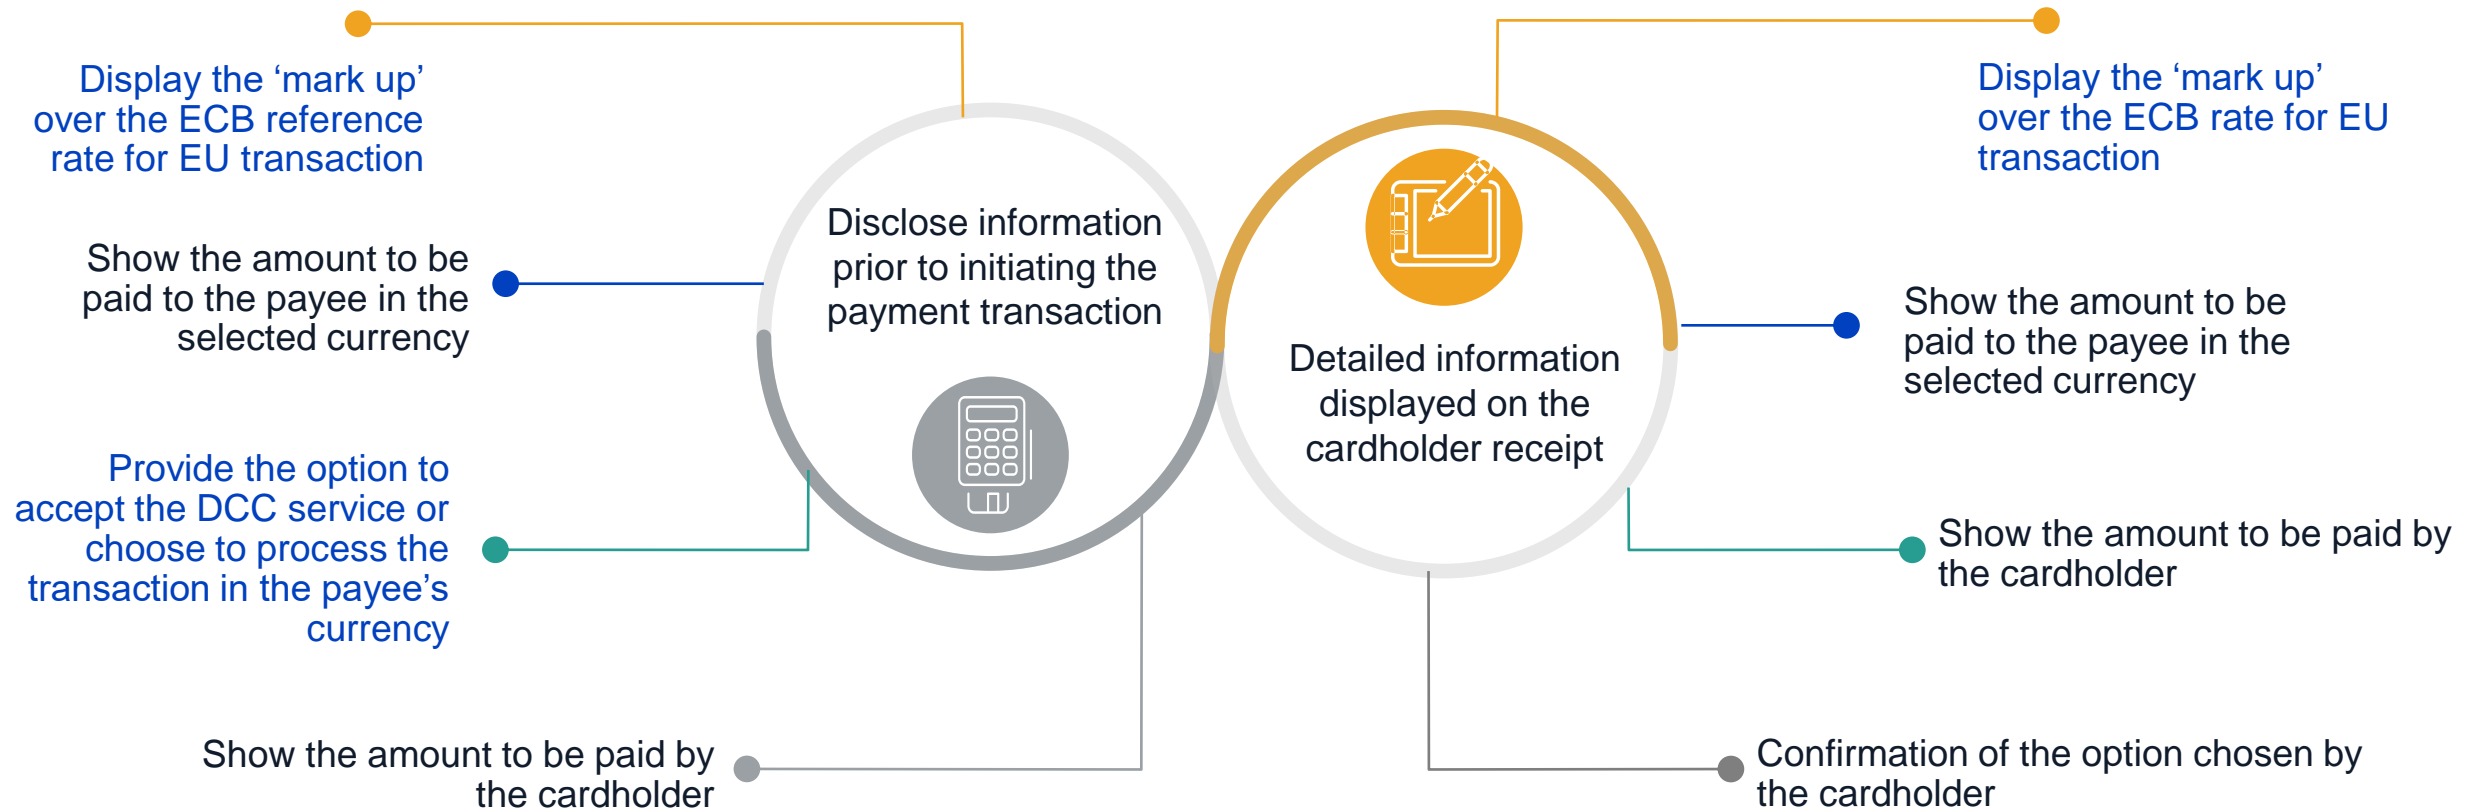 Display the ‘mark up’
over the ECB reference
rate for EU transaction
Show the amount to be
paid to the payee in the
selected currency
Provide the option to
accept the DCC service or
choose to process the
transaction in the payee’s
currency
Show the amount to be paid by
the cardholder
Disclose information
prior to initiating the
payment transaction
Detailed information
displayed on the
cardholder receipt
Display the ‘mark up’
over the ECB rate for EU
transaction
Show the amount to be
paid to the payee in the
selected currency
Show the amount to be paid by
the cardholder
Confirmation of the option chosen by
the cardholder